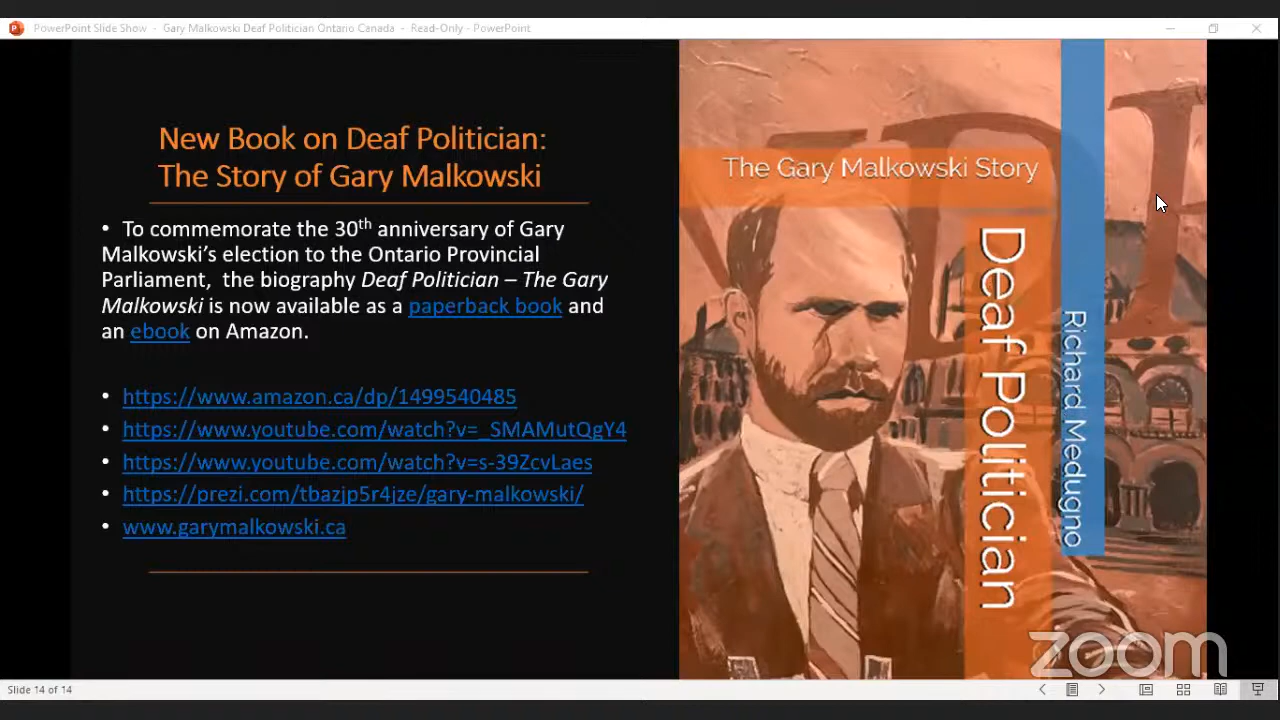 PowerPoint Slide Show - Gary Malkowski Deaf Politician Ontario Canada - Read-Only - PowerPoint
New Book on Deaf Politician:
The Story of Gary Malkowski
• To commemorate the 30th anniversary of Gary
Malkowski's election to the Ontario Provincial
Parliament, the biography Deaf Politician – The Gary
Malkowski is now available as a paperback book and
an ebook on Amazon.
• https://www.amazon.ca/dp/1499540485
• https://www.youtube.com/watch?v=_SMAMutQgY4
• https://www.youtube.com/watch?v=s-39ZcvLaes
• https://prezi.com/tbazjp5r4jze/gary-malkowski/
• www.garymalkowski.ca
The Gary Malkowski Story
Deaf Politician
Richard Medugno
zoom
Slide 14 of 14